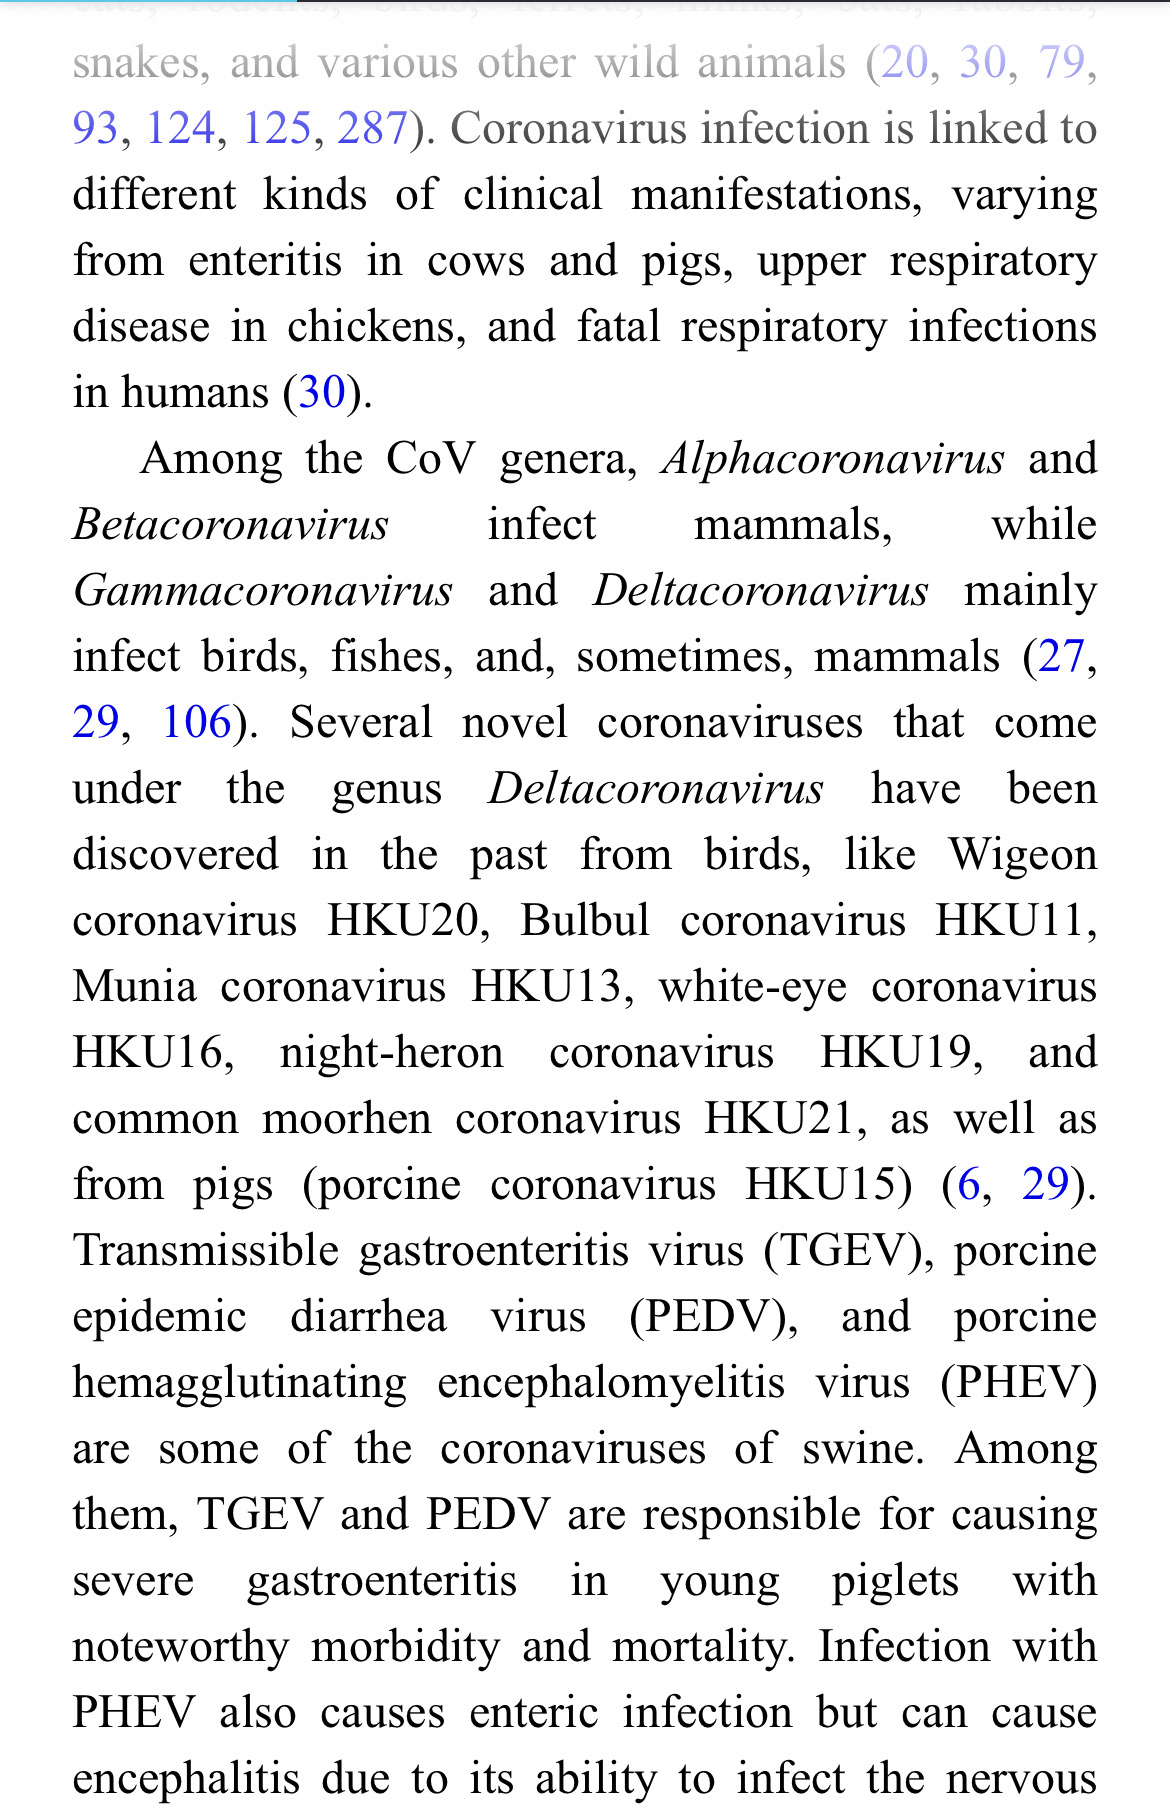 snakes, and various other wild animals (20, 30, 79,
93, 124, 125, 287). Coronavirus infection is linked to
different kinds of clinical manifestations, varying
from enteritis in cows and pigs, upper respiratory
disease in chickens, and fatal respiratory infections
in humans (30).
Among the CoV genera, Alphacoronavirus and
Betacoronavirus infect mammals, while
Gammacoronavirus and Deltacoronavirus mainly
infect birds, fishes, and, sometimes, mammals (27,
29, 106). Several novel coronaviruses that come
under the genus Deltacoronavirus have been
discovered in the past from birds, like Wigeon
coronavirus HKU20, Bulbul coronavirus HKU11,
Munia coronavirus HKU13, white-eye coronavirus
HKU16, night-heron coronavirus HKU19, and
common moorhen coronavirus HKU21, as well as
from pigs (porcine coronavirus HKU15) (6, 29).
Transmissible gastroenteritis virus (TGEV), porcine
epidemic diarrhea virus (PEDV), and porcine
hemagglutinating encephalomyelitis virus (PHEV)
are some of the coronaviruses of swine. Among
them, TGEV and PEDV are responsible for causing
severe gastroenteritis in young piglets with
noteworthy morbidity and mortality. Infection with
PHEV also causes enteric infection but can cause
encephalitis due to its ability to infect the nervous